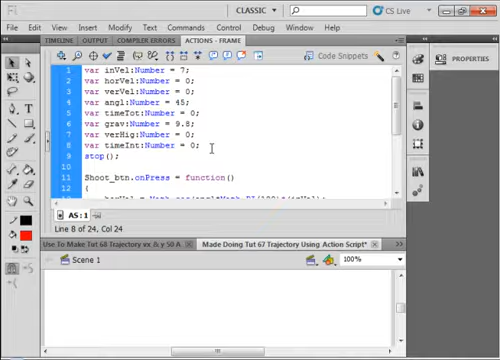 Fl
CLASSIC
CS Live
File Edit View Insert Modify Text Commands Control Debug Window Help
TIMELINE OUTPUT COMPILER ERRORS ACTIONS - FRAME
Code Snippets
PROPERTIES
1 var inVel:Number = 7;
2 var horVel:Number = 0;
3 var verVel:Number = 0;
4 var angl:Number = 45;
5 var timeTot:Number = 0;
6 var grav:Number = 9.8;
7 var verHig:Number = 0;
8 var timeInt:Number = 0;
9 stop();
10
11 Shoot_btn.onPress = function()
12 {
AS : 1
Line 8 of 24, Col 24
Use To Make Tut 68 Trajectory vx & y 50 A
Made Doing Tut 67 Trajectory Using Action Script*
Scene 1
100%